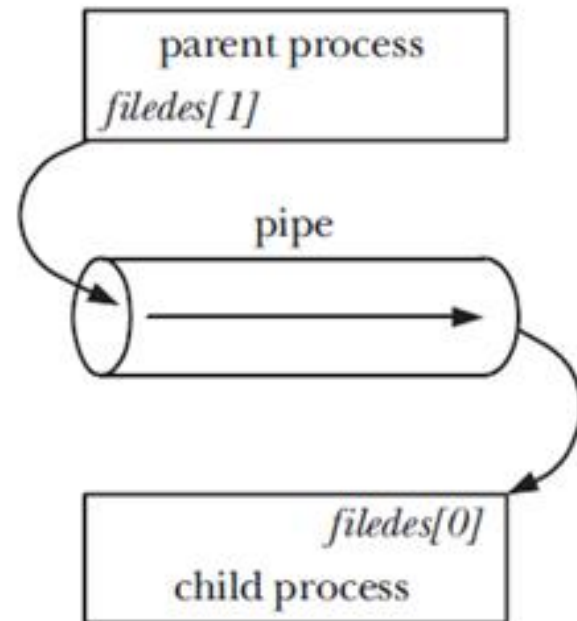 parent process
filedes[1]
pipe
filedes[0]
child process